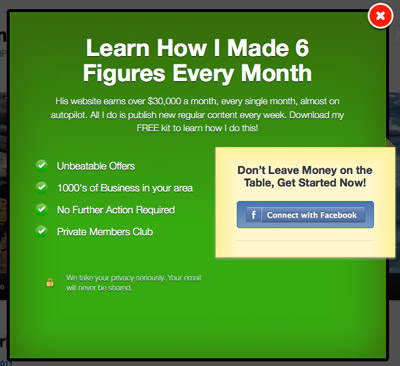 Learn How I Made 6
Figures Every Month
His website earns over $30,000 a month, every single month, almost on
autopilot. All I do is publish new regular content every week. Download my
FREE kit to learn how I do this!
Unbeatable Offers
1000's of Business in your area
No Further Action Required
Private Members Club
Don't Leave Money on the
Table, Get Started Now!
f Connect with Facebook
We take your privacy seriously. Your email
will never be shared.